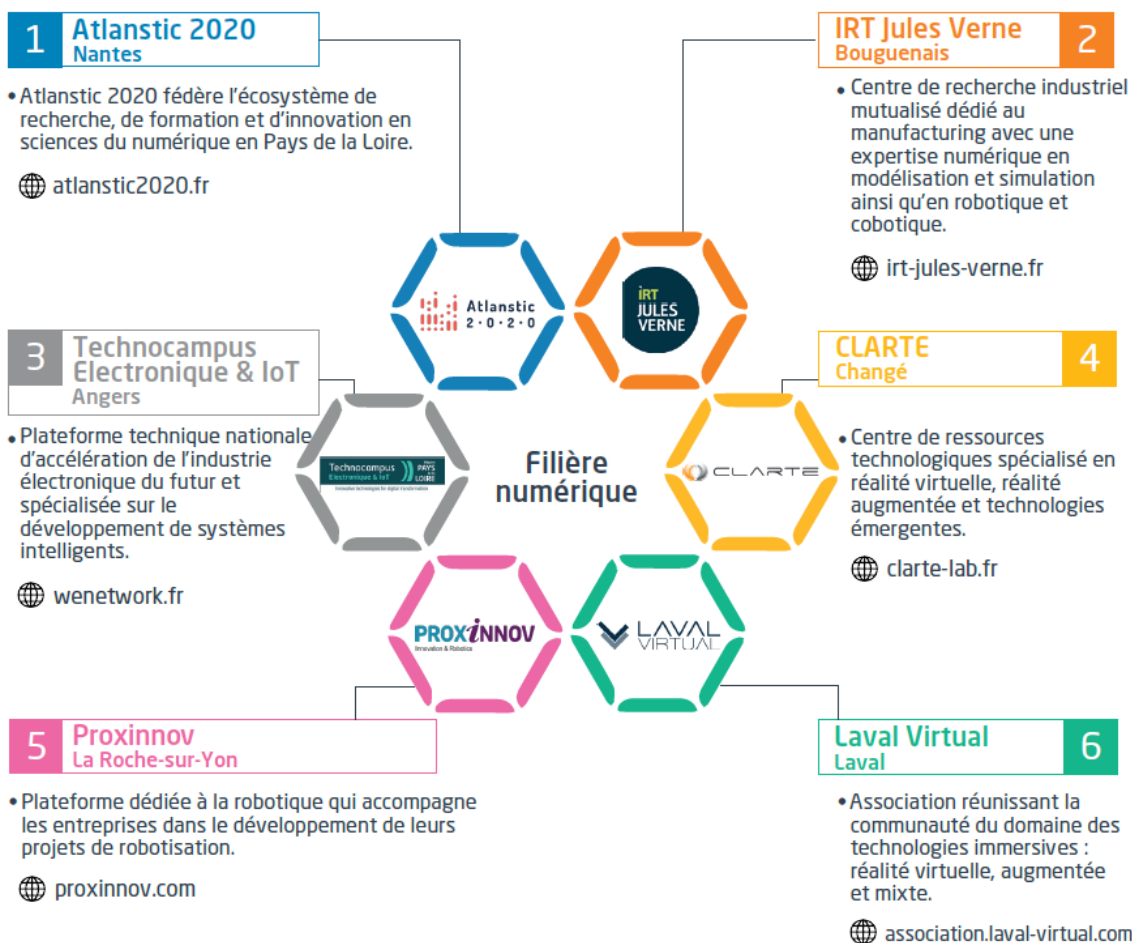 1
Atlanstic 2020
Nantes
• Atlanstic 2020 fédère l'écosystème de
recherche, de formation et d'innovation en
sciences du numérique en Pays de la Loire.
atlanstic2020.fr
IRT Jules Verne
Bouguenais
2
• Centre de recherche industriel
mutualisé dédié au
manufacturing avec une
expertise numérique en
modélisation et simulation
ainsi qu'en robotique et
cobotique.
irt-jules-verne.fr
Atlanstic
2·0·2·0
IRT
JULES
VERNE
3
Technocampus
Electronique & IoT
Angers
• Plateforme technique nationale
d'accélération de l'industrie
électronique du futur et
spécialisée sur le
développement de systèmes
intelligents.
wenetwork.fr
CLARTE
Changé
4
• Centre de ressources
technologiques spécialisé en
réalité virtuelle, réalité
augmentée et technologies
émergentes.
clarte-lab.fr
Technocampus
Electronique & IoT
PAYS
LOIRE
Innovative technologies for digital transformation
Filière
numérique
CLARTE
PROXiNNOV
Innovation & Robotics
LAVAL
VIRTUAL
5
Proxinnov
La Roche-sur-Yon
• Plateforme dédiée à la robotique qui accompagne
les entreprises dans le développement de leurs
projets de robotisation.
proxinnov.com
Laval Virtual
Laval
6
• Association réunissant la
communauté du domaine des
technologies immersives :
réalité virtuelle, augmentée
et mixte.
association.laval-virtual.com